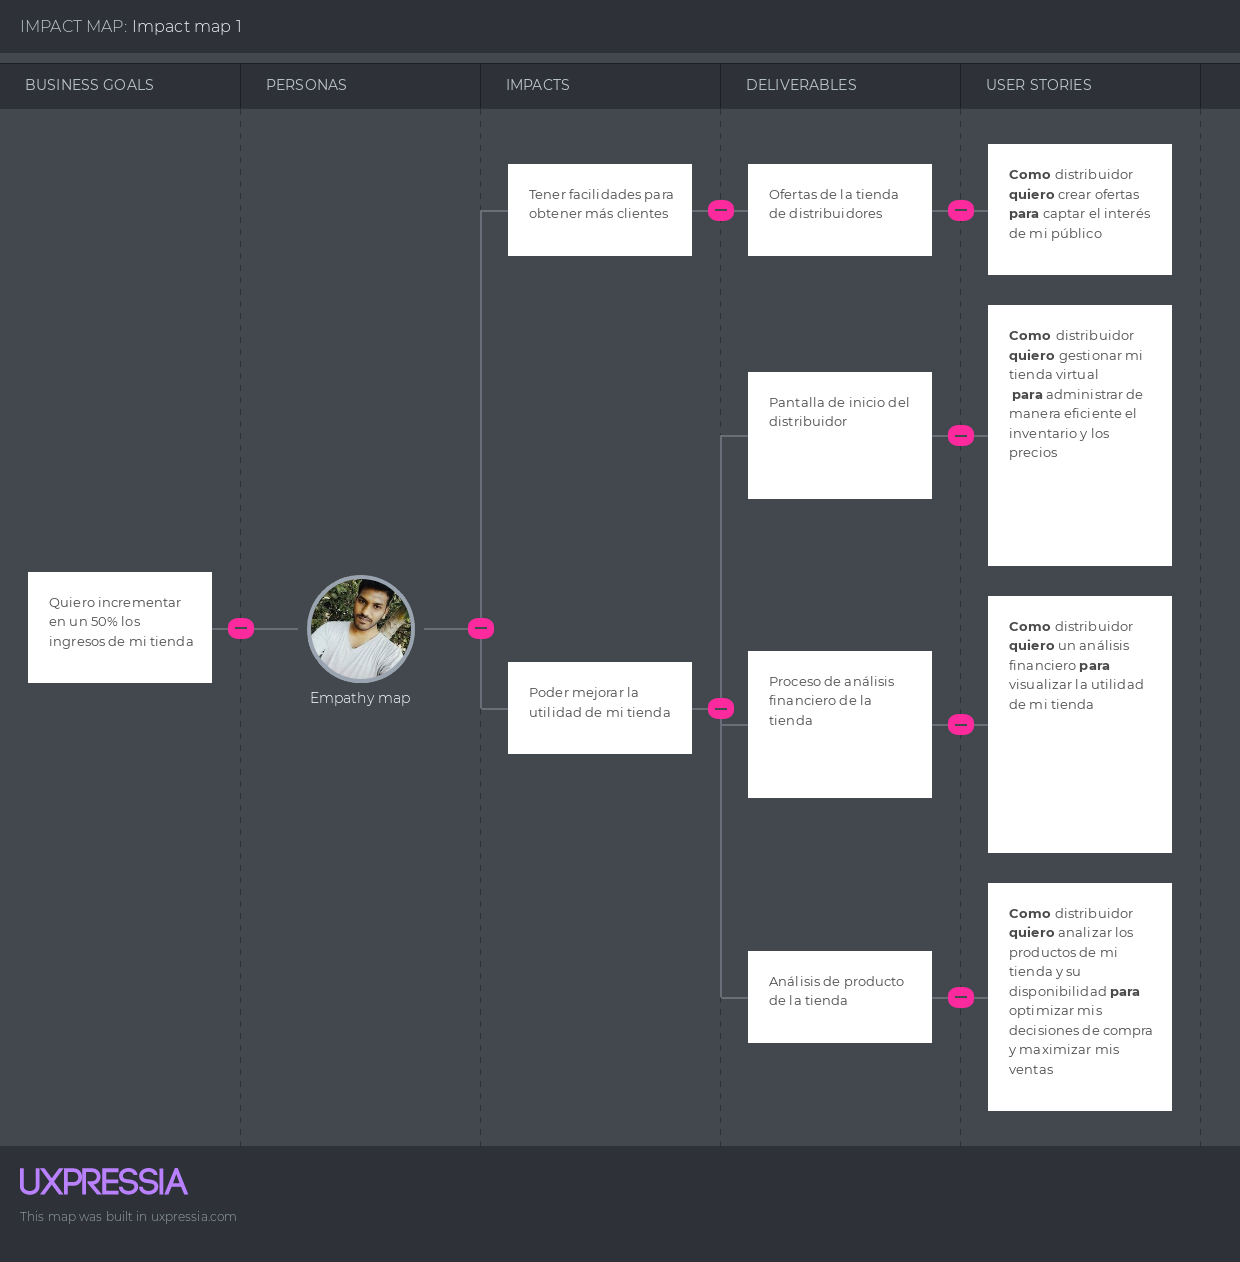 IMPACT MAP: Impact map 1
BUSINESS GOALS
PERSONAS
IMPACTS
DELIVERABLES
USER STORIES
Quiero incrementar
en un 50% los
ingresos de mi tienda
Empathy map
Tener facilidades para
obtener más clientes
Ofertas de la tienda
de distribuidores
Como distribuidor
quiero crear ofertas
para captar el interés
de mi público
Poder mejorar la
utilidad de mi tienda
Pantalla de inicio del
distribuidor
Como distribuidor
quiero gestionar mi
tienda virtual
para administrar de
manera eficiente el
inventario y los
precios
Proceso de análisis
financiero de la
tienda
Como distribuidor
quiero un análisis
financiero para
visualizar la utilidad
de mi tienda
Análisis de producto
de la tienda
Como distribuidor
quiero analizar los
productos de mi
tienda y su
disponibilidad para
optimizar mis
decisiones de compra
y maximizar mis
ventas
UXPRESSIA
This map was built in uxpressia.com